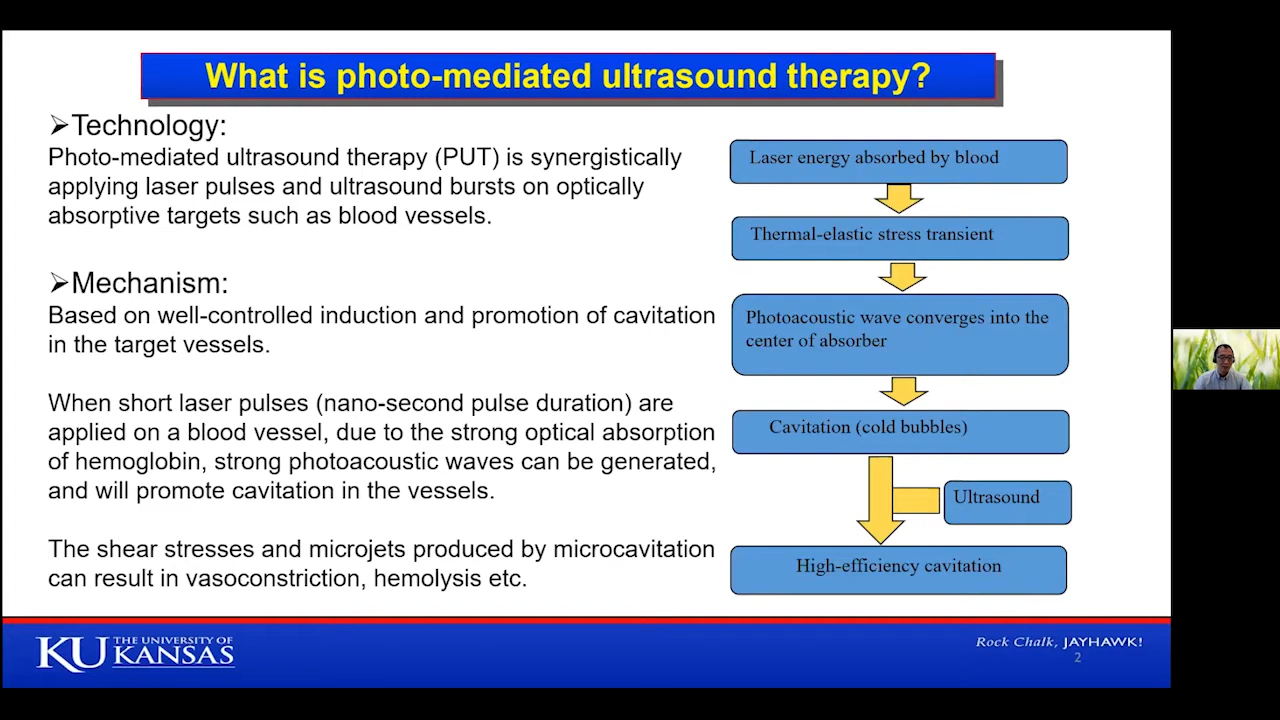 What is photo-mediated ultrasound therapy?
➢Technology:
Photo-mediated ultrasound therapy (PUT) is synergistically
applying laser pulses and ultrasound bursts on optically
absorptive targets such as blood vessels.
➢Mechanism:
Based on well-controlled induction and promotion of cavitation
in the target vessels.
When short laser pulses (nano-second pulse duration) are
applied on a blood vessel, due to the strong optical absorption
of hemoglobin, strong photoacoustic waves can be generated,
and will promote cavitation in the vessels.
The shear stresses and microjets produced by microcavitation
can result in vasoconstriction, hemolysis etc.
Laser energy absorbed by blood
Thermal-elastic stress transient
Photoacoustic wave converges into the
center of absorber
Cavitation (cold bubbles)
Ultrasound
High-efficiency cavitation
KU THE UNIVERSITY OF
KANSAS
Rock Chalk, JAYHAWK!
2